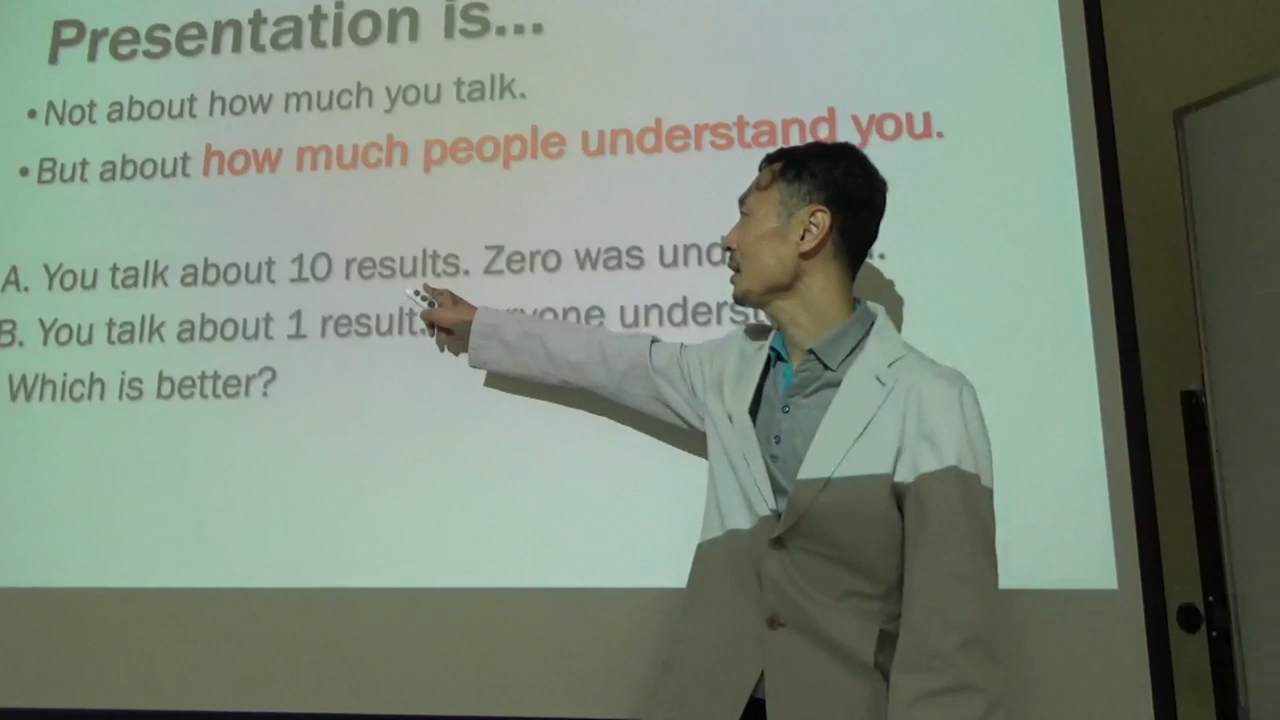 Presentation is...
• Not about how much you talk.
• But about how much people understand you.
A. You talk about 10 results. Zero was und
B. You talk about 1 result. yone underst
Which is better?